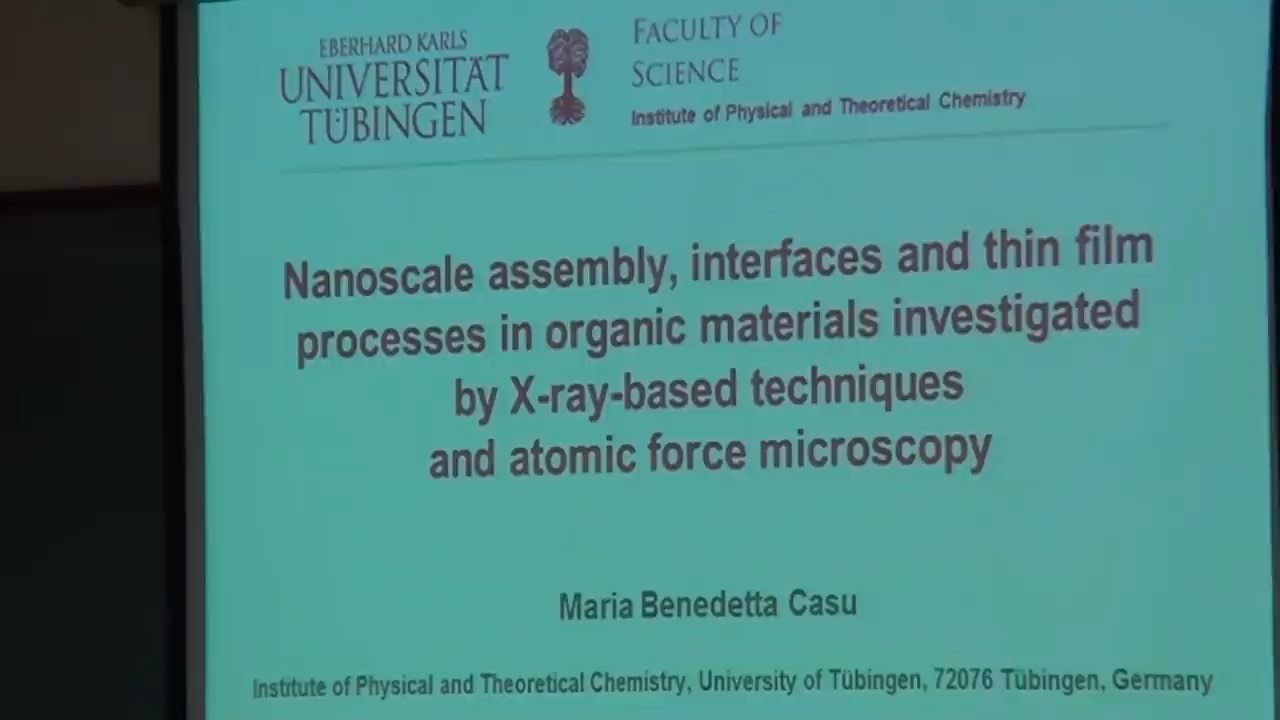 EBERHARD KARLS
UNIVERSITÄT
TÜBINGEN
FACULTY OF
SCIENCE
Institute of Physical and Theoretical Chemistry
Nanoscale assembly, interfaces and thin film
processes in organic materials investigated
by X-ray-based techniques
and atomic force microscopy
Maria Benedetta Casu
Institute of Physical and Theoretical Chemistry, University of Tübingen, 72076 Tübingen, Germany